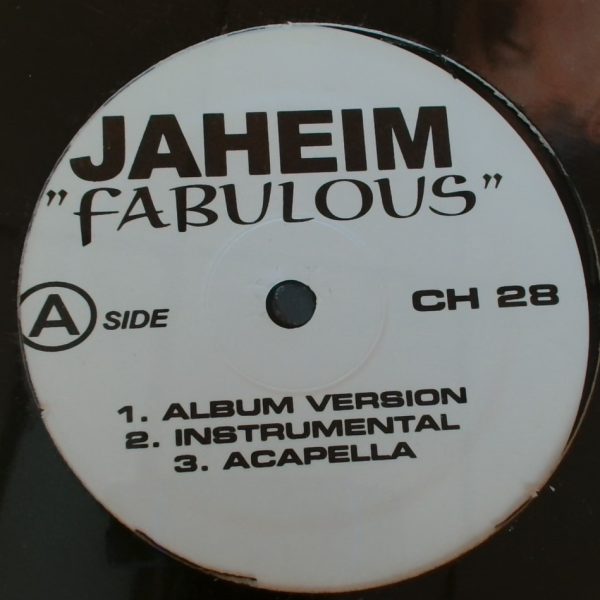 JAHEIM
"FABULOUS"
A SIDE
CH 28
1. ALBUM VERSION
2. INSTRUMENTAL
3. ACAPELLA